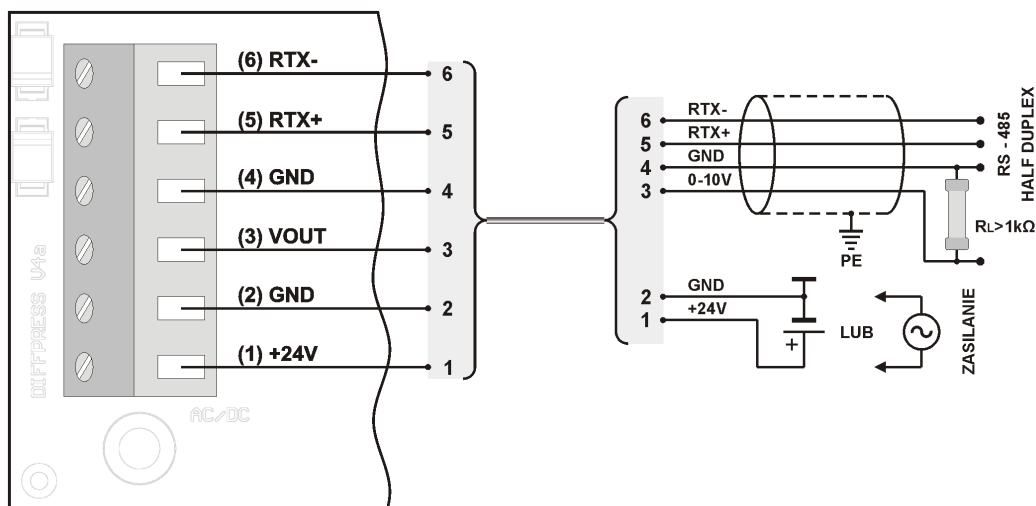 (6) RTX-
(5) RTX+
(4) GND
(3) VOUT
(2) GND
(1) +24V
DIFFPRESS V4a
AC/DC
6
5
4
3
2
1
6 RTX-
5 RTX+
4 GND
3 0-10V
2 GND
1 +24V
PE
RS - 485
HALF DUPLEX
RL>1kΩ
+
LUB
ZASILANIE